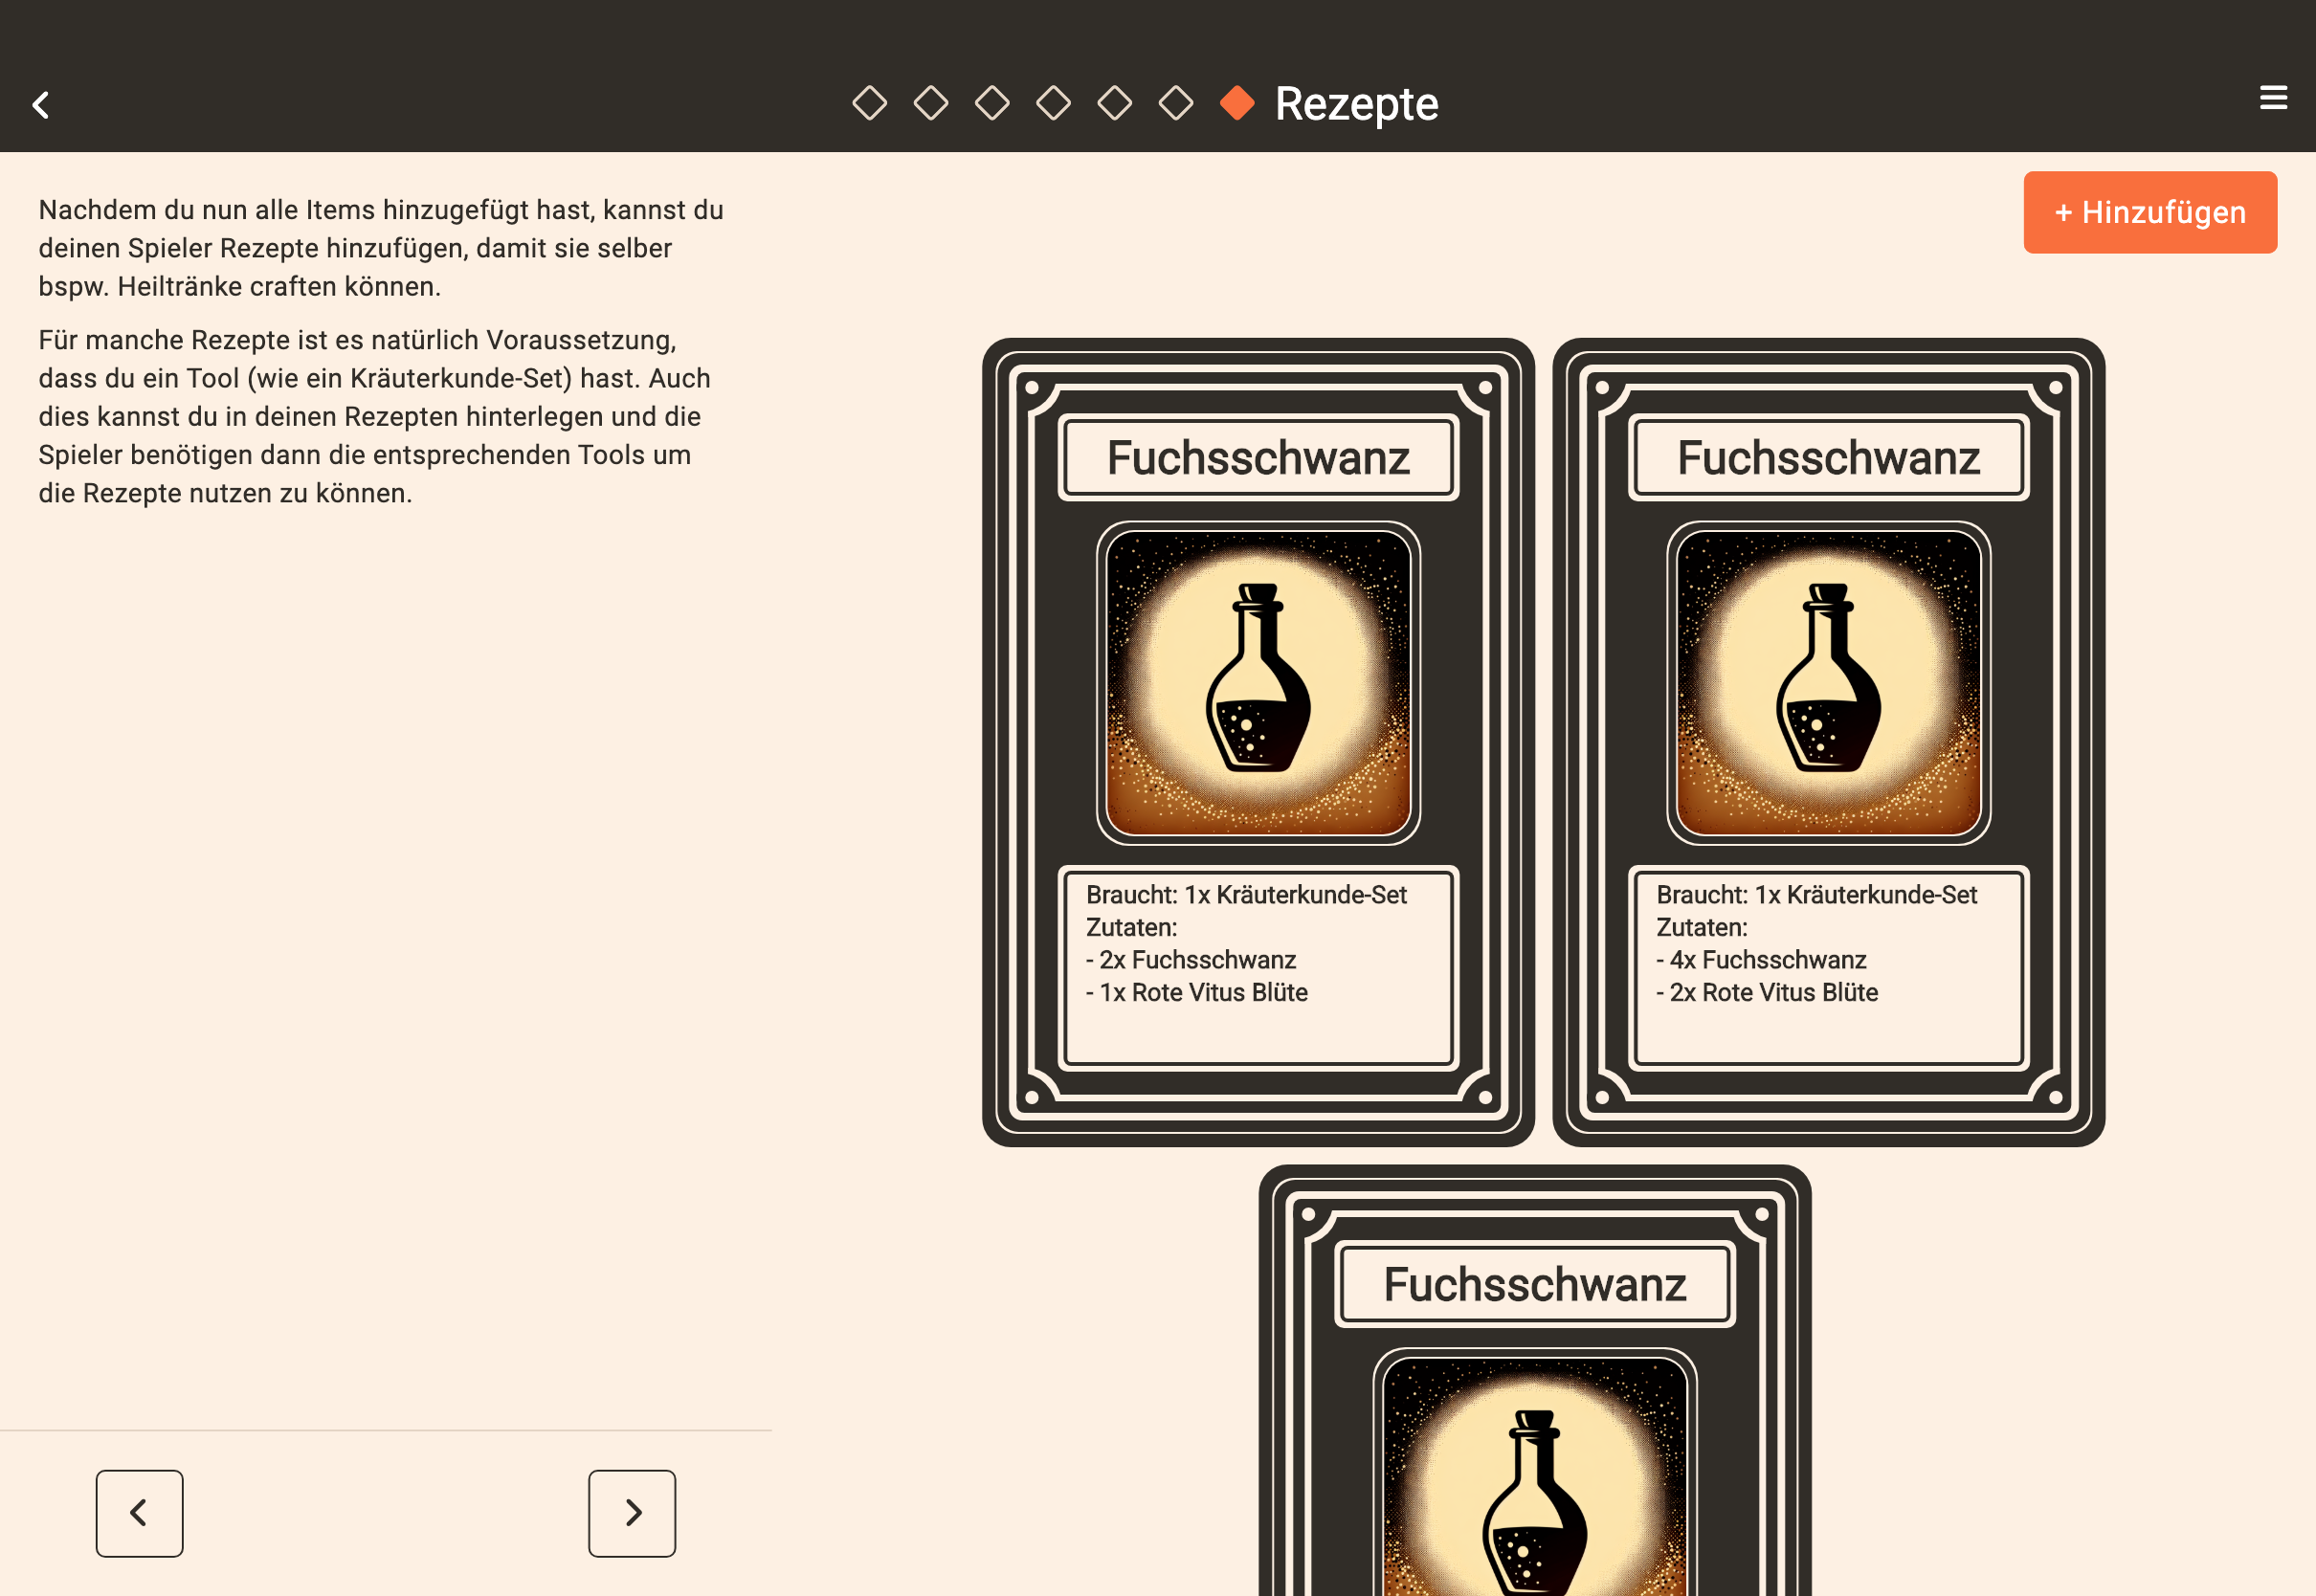 Rezepte
+ Hinzufügen
Nachdem du nun alle Items hinzugefügt hast, kannst du
deinen Spieler Rezepte hinzufügen, damit sie selber
bspw. Heiltränke craften können.
Für manche Rezepte ist es natürlich Voraussetzung,
dass du ein Tool (wie ein Kräuterkunde-Set) hast. Auch
dies kannst du in deinen Rezepten hinterlegen und die
Spieler benötigen dann die entsprechenden Tools um
die Rezepte nutzen zu können.
Fuchsschwanz
Braucht: 1x Kräuterkunde-Set
Zutaten:
- 2x Fuchsschwanz
- 1x Rote Vitus Blüte
Fuchsschwanz
Braucht: 1x Kräuterkunde-Set
Zutaten:
- 4x Fuchsschwanz
- 2x Rote Vitus Blüte
Fuchsschwanz